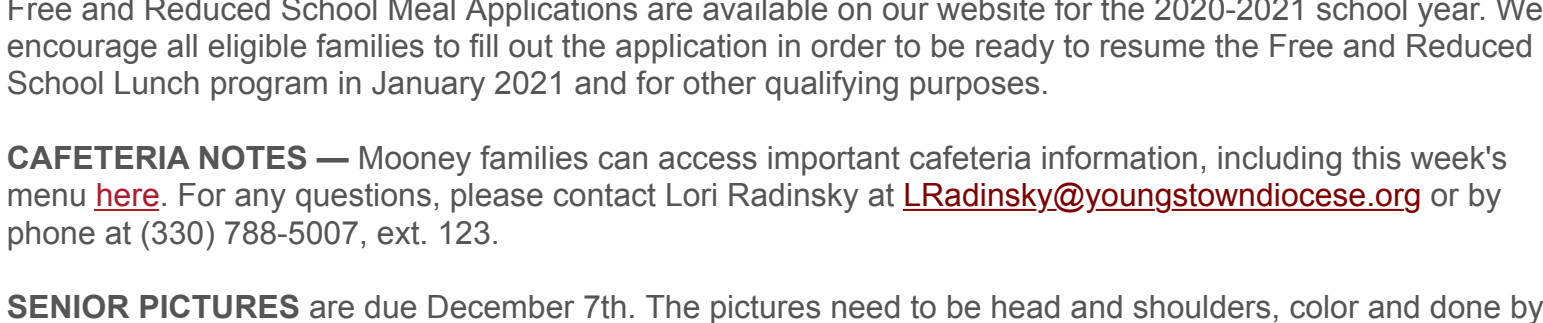 Free and Reduced School Meal Applications are available on our website for the 2020-2021 school year. We
encourage all eligible families to fill out the application in order to be ready to resume the Free and Reduced
School Lunch program in January 2021 and for other qualifying purposes.
CAFETERIA NOTES — Mooney families can access important cafeteria information, including this week's
menu here. For any questions, please contact Lori Radinsky at LRadinsky@youngstowndiocese.org or by
phone at (330) 788-5007, ext. 123.
SENIOR PICTURES are due December 7th. The pictures need to be head and shoulders, color and done by